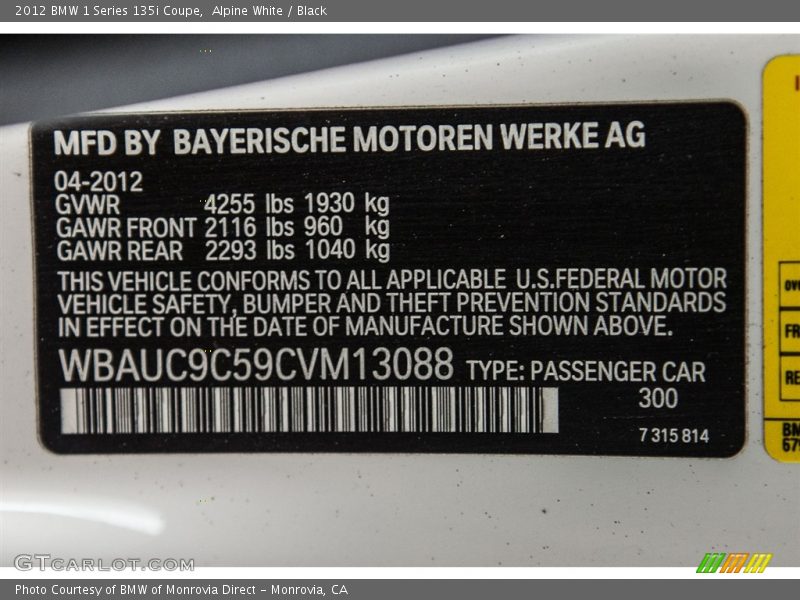 2012 BMW 1 Series 135i Coupe,  Alpine White / Black
MFD BY BAYERISCHE MOTOREN WERKE AG
04-2012
GVWR 4255 lbs 1930 kg
GAWR FRONT 2116 lbs 960 kg
GAWR REAR 2293 lbs 1040 kg
THIS VEHICLE CONFORMS TO ALL APPLICABLE U.S.FEDERAL MOTOR
VEHICLE SAFETY, BUMPER AND THEFT PREVENTION STANDARDS
IN EFFECT ON THE DATE OF MANUFACTURE SHOWN ABOVE.
WBAUC9C59CVM13088 TYPE: PASSENGER CAR
300
7 315 814
FR
RE
BM
GTCARLOT.COM
Photo Courtesy of BMW of Monrovia Direct - Monrovia, CA